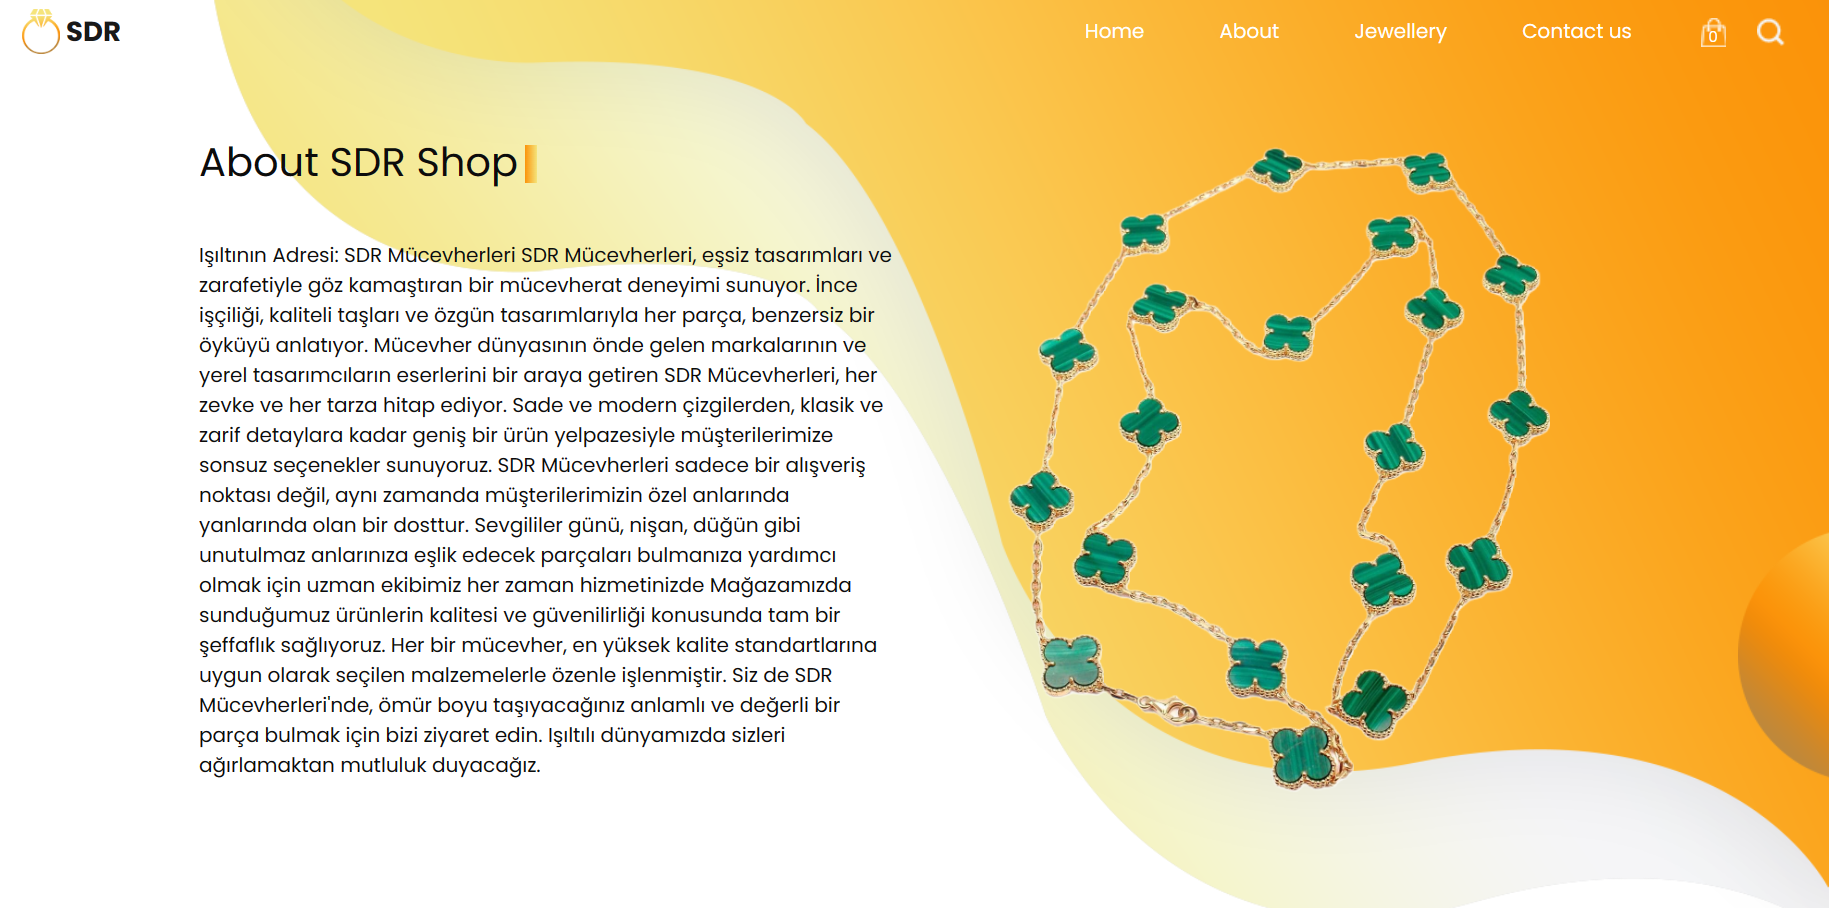 SDR
Home
About
Jewellery
Contact us
0
About SDR Shop
Işıltının Adresi: SDR Mücevherleri SDR Mücevherleri, eşsiz tasarımları ve
zarafetiyle göz kamaştıran bir mücevherat deneyimi sunuyor. İnce
işçiliği, kaliteli taşları ve özgün tasarımlarıyla her parça, benzersiz bir
öyküyü anlatıyor. Mücevher dünyasının önde gelen markalarının ve
yerel tasarımcıların eserlerini bir araya getiren SDR Mücevherleri, her
zevke ve her tarza hitap ediyor. Sade ve modern çizgilerden, klasik ve
zarif detaylara kadar geniş bir ürün yelpazesiyle müşterilerimize
sonsuz seçenekler sunuyoruz. SDR Mücevherleri sadece bir alışveriş
noktası değil, aynı zamanda müşterilerimizin özel anlarında
yanlarında olan bir dosttur. Sevgililer günü, nişan, düğün gibi
unutulmaz anlarınıza eşlik edecek parçaları bulmanıza yardımcı
olmak için uzman ekibimiz her zaman hizmetinizde Mağazamızda
sunduğumuz ürünlerin kalitesi ve güvenilirliği konusunda tam bir
şeffaflık sağlıyoruz. Her bir mücevher, en yüksek kalite standartlarına
uygun olarak seçilen malzemelerle özenle işlenmiştir. Siz de SDR
Mücevherleri'nde, ömür boyu taşıyacağınız anlamlı ve değerli bir
parça bulmak için bizi ziyaret edin. Işıltılı dünyamızda sizleri
ağırlamaktan mutluluk duyacağız.